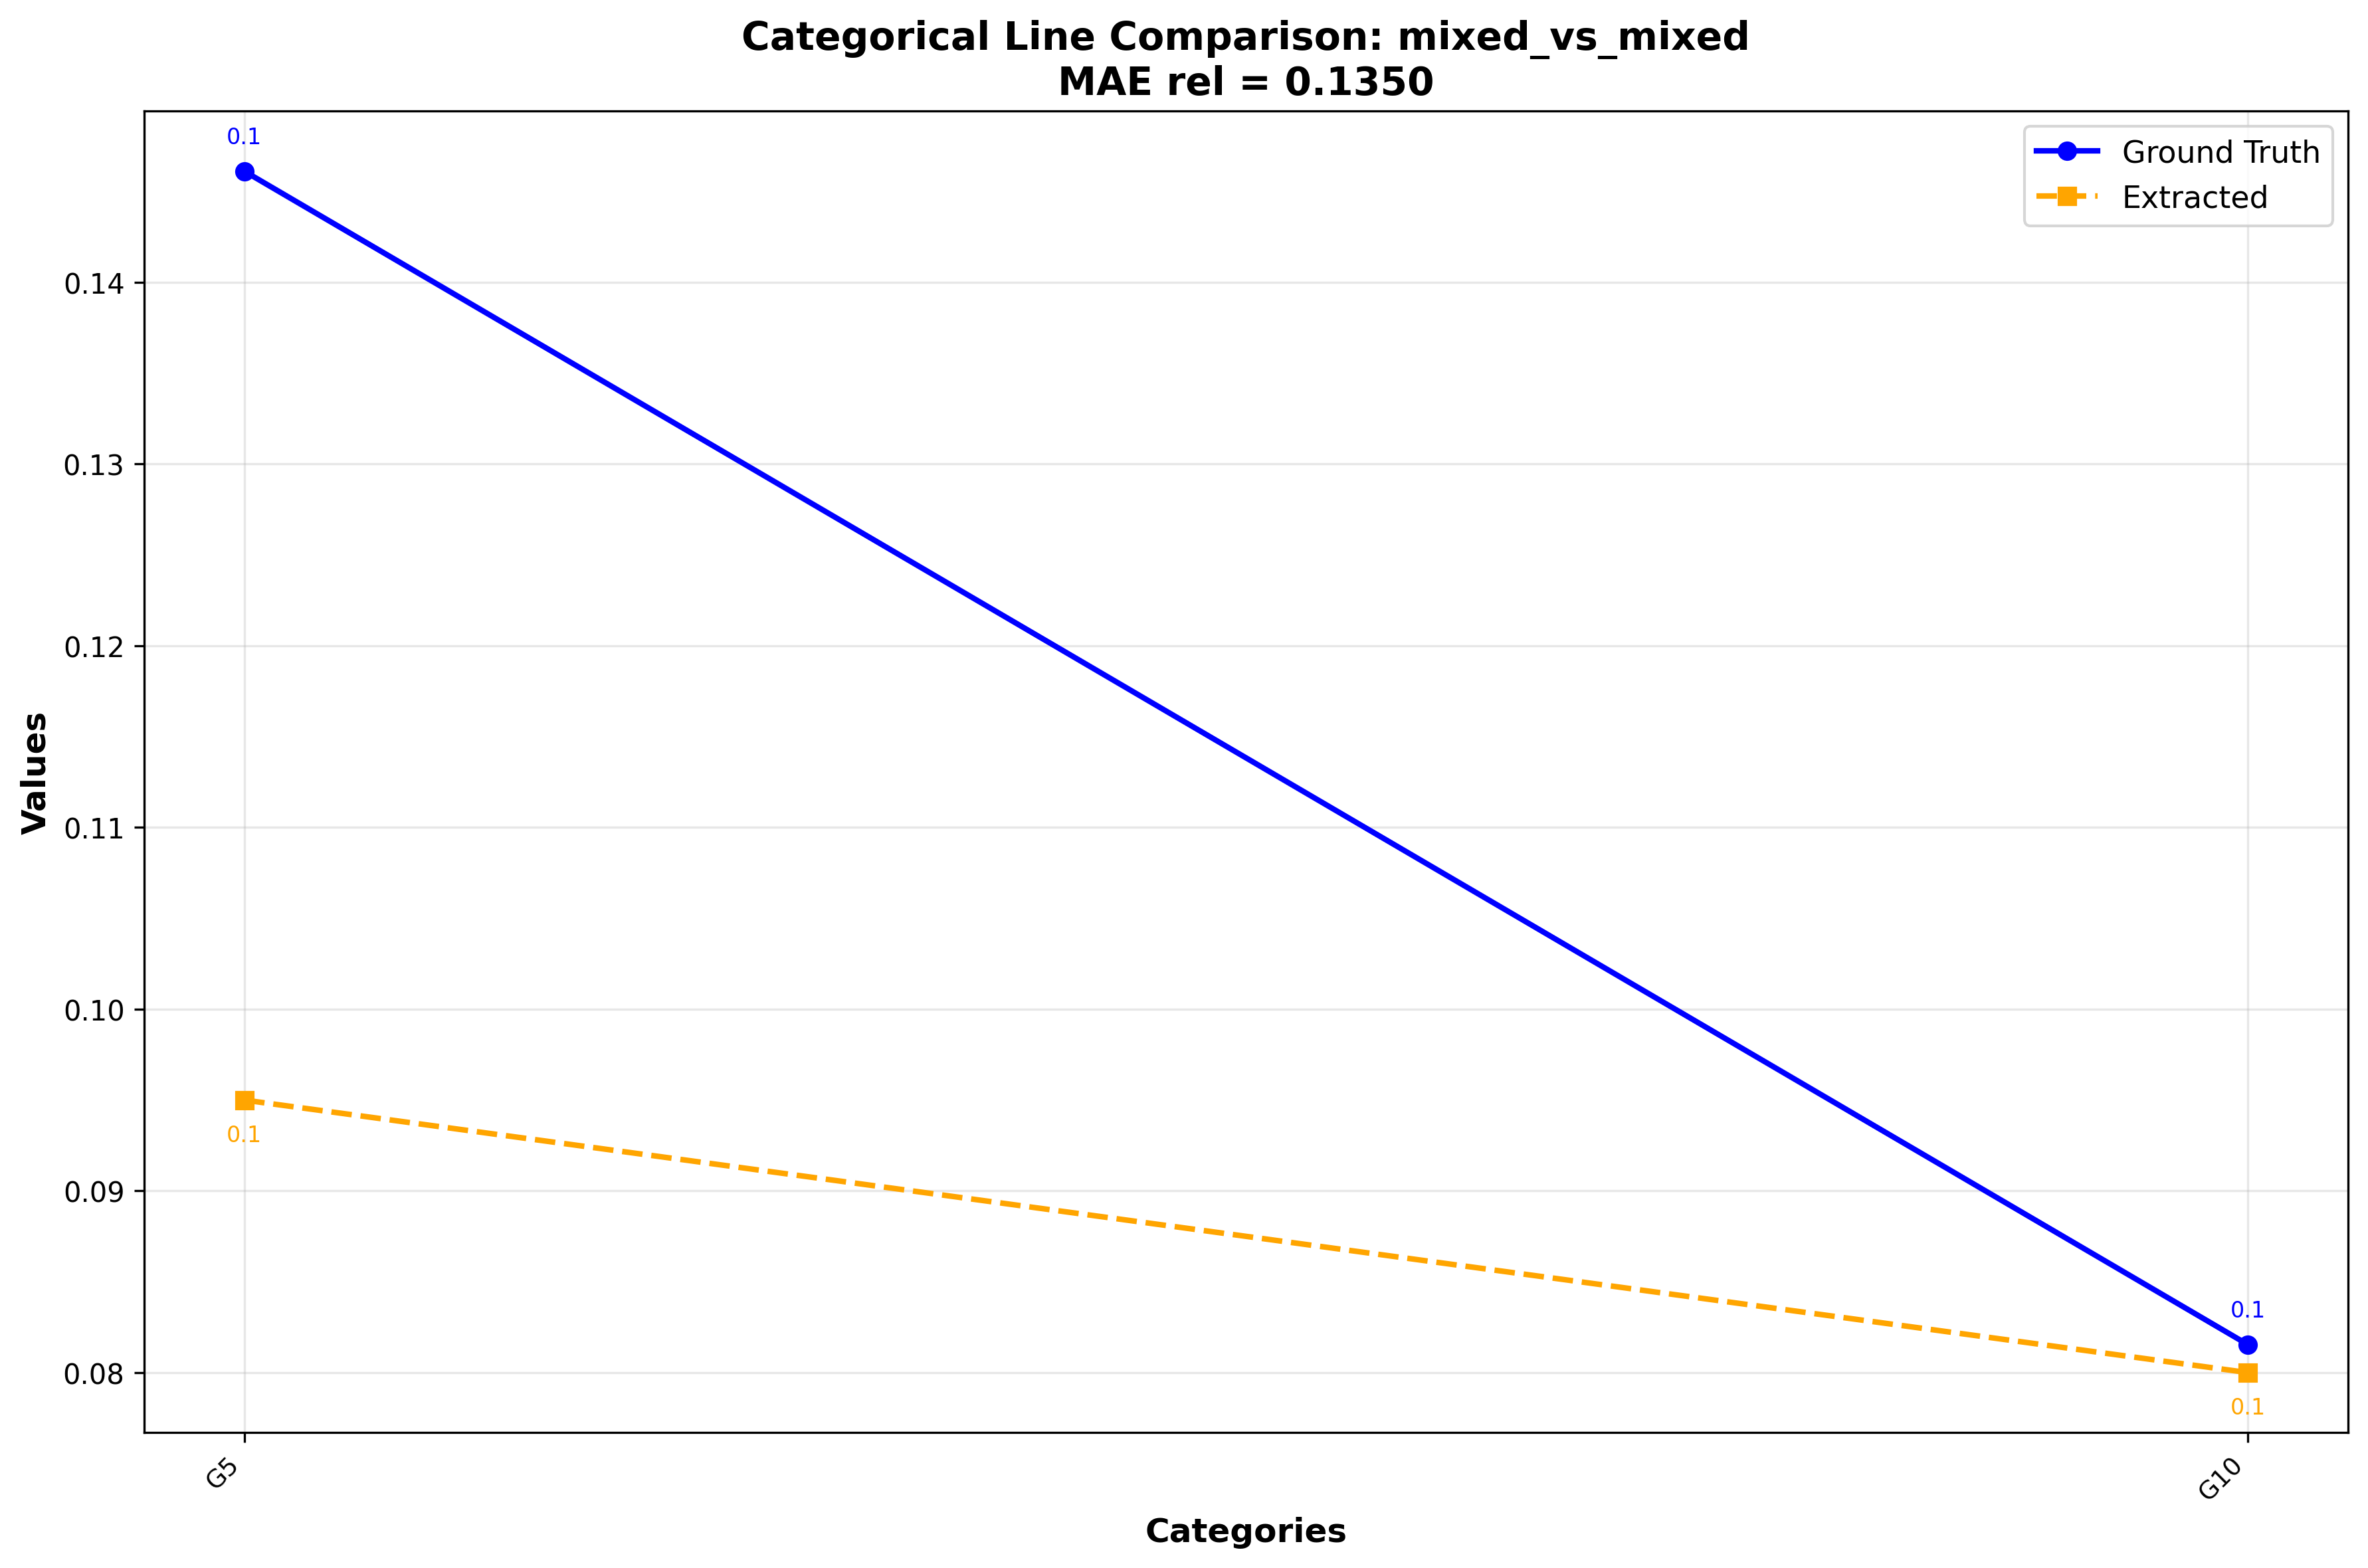 Categorical Line Comparison: mixed_vs_mixed
MAE rel = 0.1350
Ground Truth
Extracted
0.1
0.1
0.1
0.1
0.14
0.13
0.12
0.11
0.10
0.09
0.08
Values
G5
G10
Categories